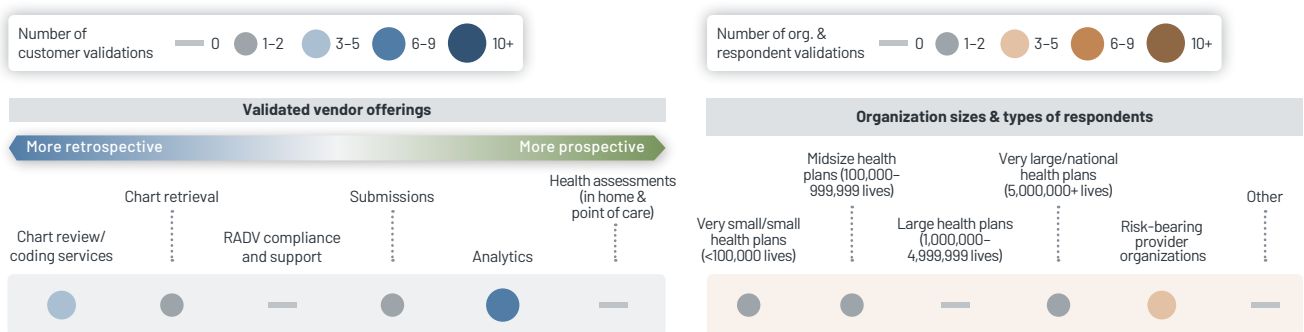 Number of
customer validations
0
1–2
3–5
6–9
10+
Number of org. &
respondent validations
0
1–2
3–5
6–9
10+
Validated vendor offerings
More retrospective
More prospective
Chart review/
coding services
Chart retrieval
RADV compliance
and support
Submissions
Analytics
Health assessments
(in home &
point of care)
Organization sizes & types of respondents
Very small/small
health plans
(<100,000 lives)
Midsize health
plans (100,000–
999,999 lives)
Large health plans
(1,000,000–
4,999,999 lives)
Very large/national
health plans
(5,000,000+ lives)
Risk-bearing
provider
organizations
Other